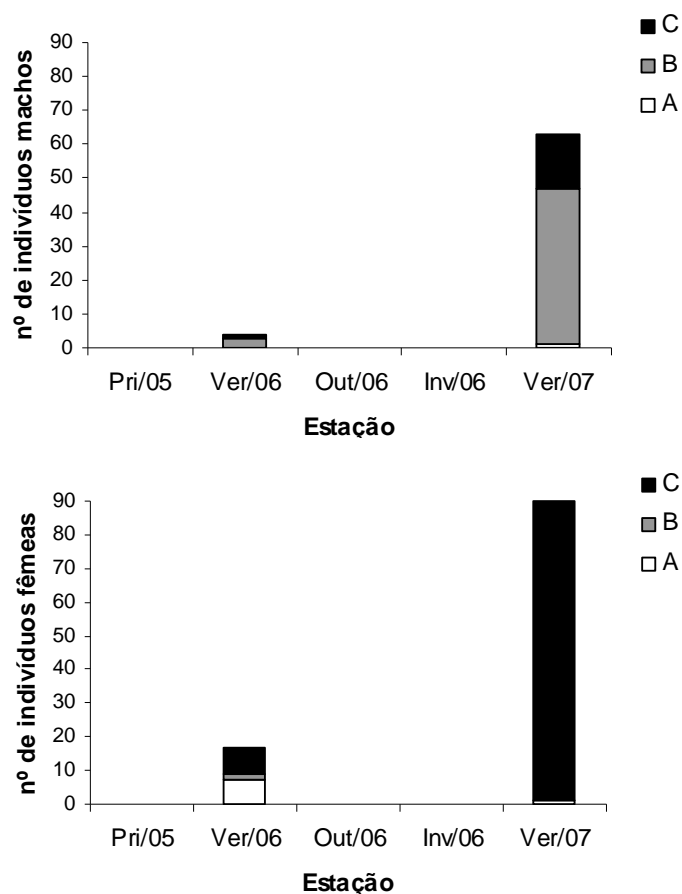 C
B
A
nº de indivíduos machos
90
80
70
60
50
40
30
20
10
0
Pri/05 Ver/06 Out/06 Inv/06 Ver/07
Estação
C
B
A
nº de indivíduos fêmeas
90
80
70
60
50
40
30
20
10
0
Pri/05 Ver/06 Out/06 Inv/06 Ver/07
Estação